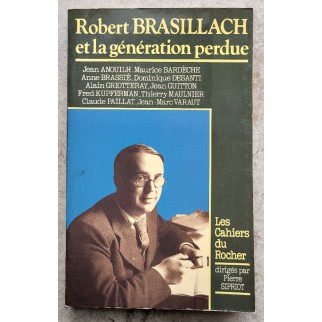 Robert BRASILLACH
et la génération perdue
Jean ANOUILH, Maurice BARDÈCHE
Anne BRASSIÉ, Dominique DESANTI
Alain GRIOTTERAY, Jean GUITTON
Fred KUPFERMAN, Thierry MAULNIER
Claude PAILLAT, Jean-Marc VARAUT
Les
Cahiers
du
Rocher
dirigés par
Pierre
SIPRIOT